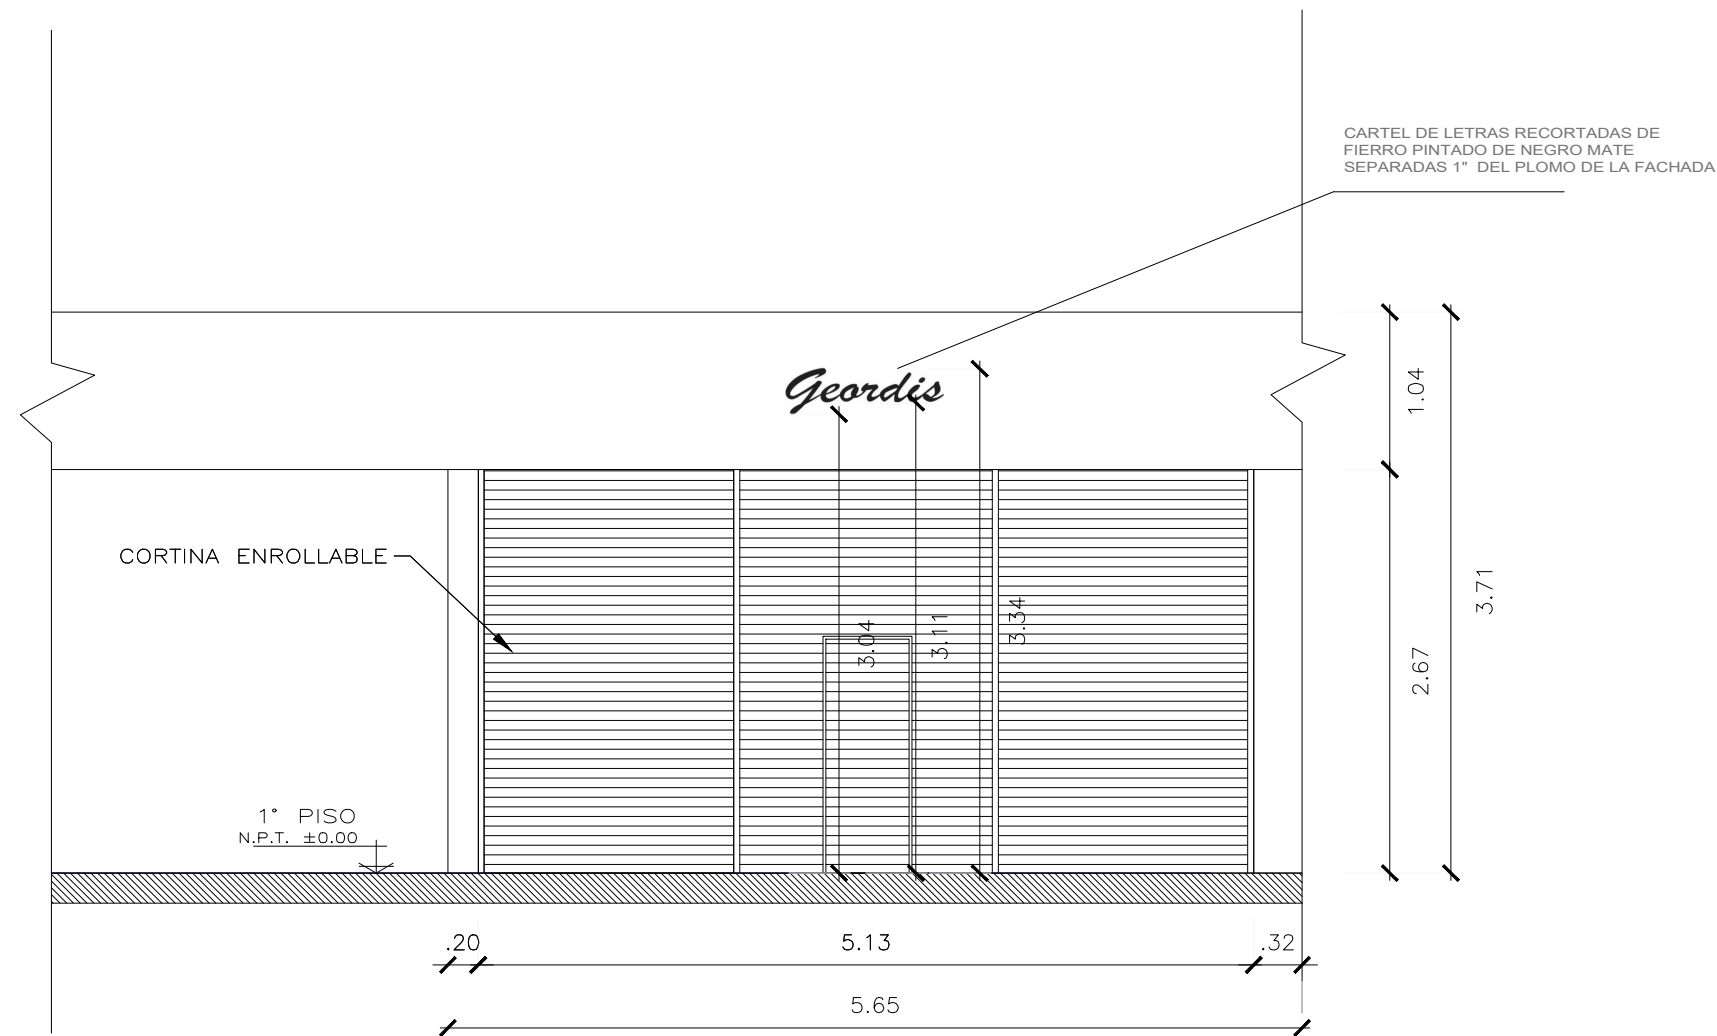 CARTEL DE LETRAS RECORTADAS DE
FIERRO PINTADO DE NEGRO MATE
SEPARADAS 1" DEL PLOMO DE LA FACHADA
Geordis
1.04
CORTINA ENROLLABLE
3.71
3.04
3.11
3.34
2.67
1° PISO
N.P.T. ±0.00
.20
5.13
.32
5.65